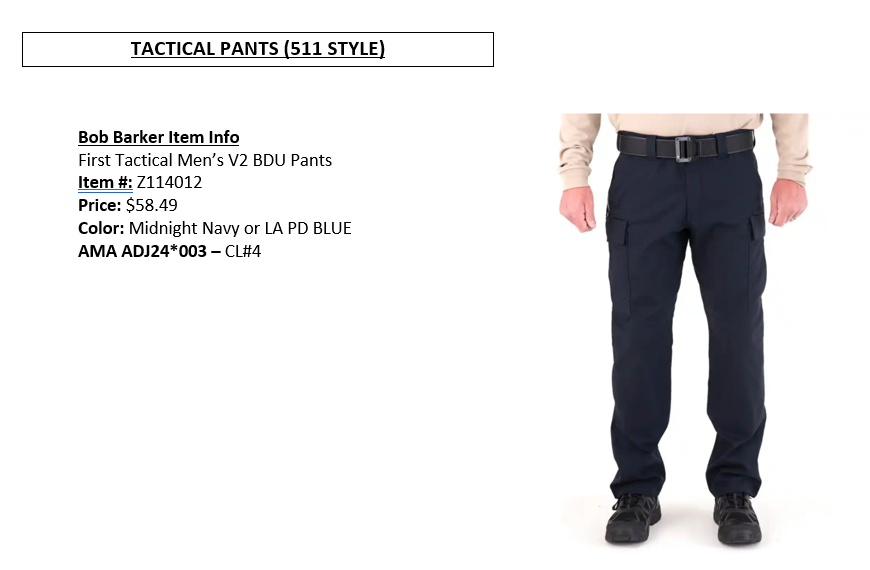 TACTICAL PANTS (511 STYLE)
Bob Barker Item Info
First Tactical Men’s V2 BDU Pants
Item #: Z114012
Price: $58.49
Color: Midnight Navy or LA PD BLUE
AMA ADJ24*003 – CL#4